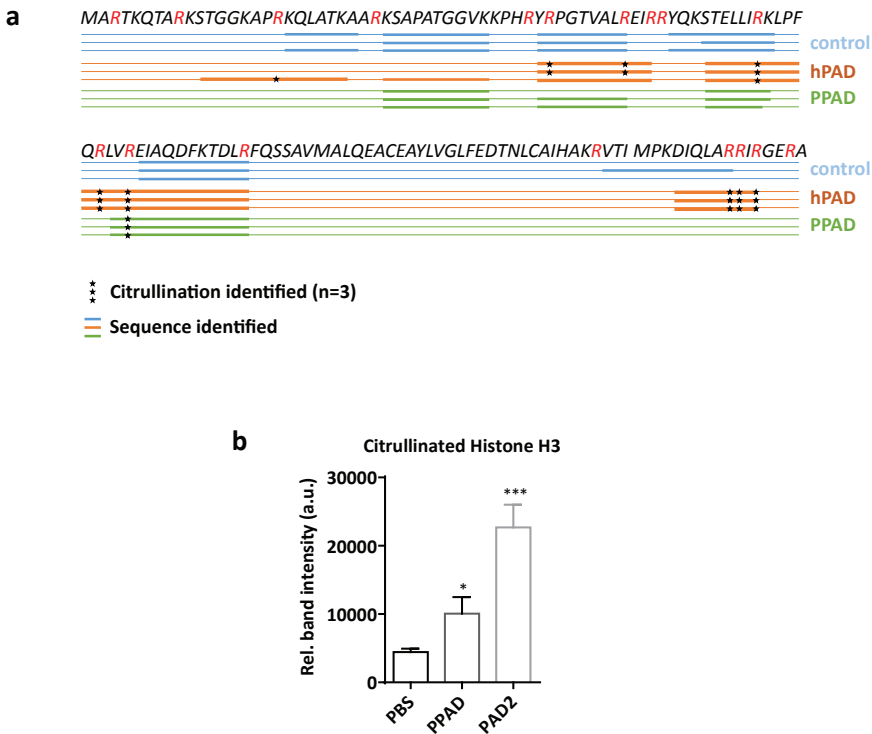 a
MARTKQTARKSTGGKAPRKQLATKAARKSAPATGGVKKPHRYRPGTVALREIRRYQKSTELLIRKLPF
control
hPAD
PPAD
QRLVREIAQDFKTDLRFQSSAVMALQEACEAYLVGLFEDTNLCAIHAKRVTI MPKDIQLARRIRGERA
control
hPAD
PPAD
Citrullination identified (n=3)
Sequence identified
b
Citrullinated Histone H3
Rel. band intensity (a.u.)
30000
20000
10000
0
*
***
PBS
PPAD
PAD2